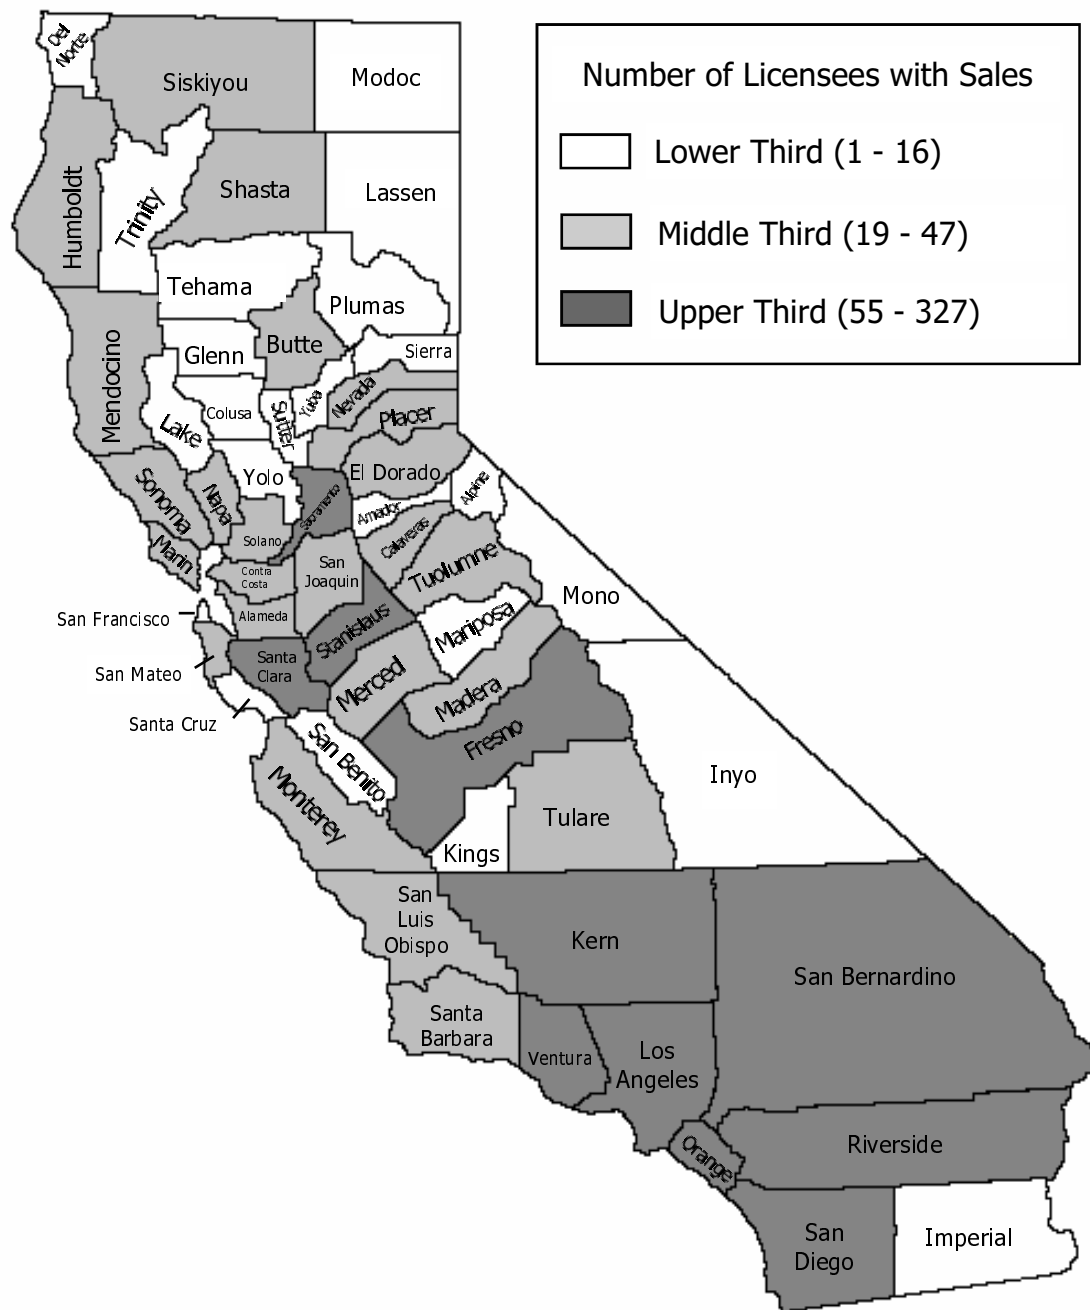 Number of Licensees with Sales
Lower Third (1 - 16)
Middle Third (19 - 47)
Upper Third (55 - 327)
Del
Norte
Siskiyou
Modoc
Humboldt
Trinity
Shasta
Lassen
Tehama
Plumas
Mendocino
Glenn
Butte
Sierra
Lake
Colusa
Sutter
Yuba
Nevada
Placer
Sonoma
Napa
Yolo
Sacramento
El Dorado
Amador
Alpine
Marin
Solano
Calaveras
Tuolumne
Contra
Costa
San
Joaquin
Mono
San Francisco
Alameda
Stanislaus
Mariposa
San Mateo
Santa
Clara
Merced
Madera
Santa Cruz
San Benito
Fresno
Monterey
Inyo
Tulare
Kings
San
Luis
Obispo
Kern
San Bernardino
Santa
Barbara
Ventura
Los
Angeles
Orange
Riverside
San
Diego
Imperial